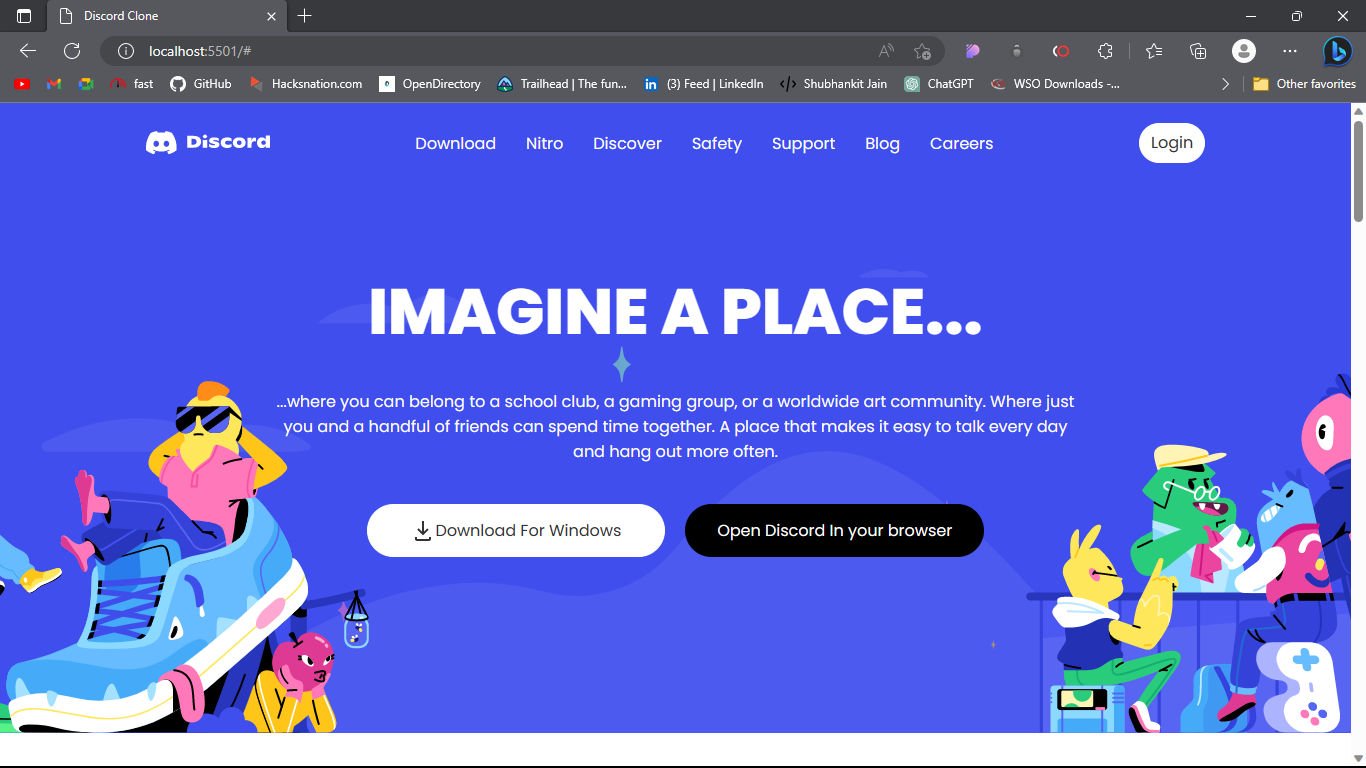 Discord Clone
localhost:5501/#
fast
GitHub
Hacksnation.com
OpenDirectory
Trailhead | The fun...
(3) Feed | LinkedIn
Shubhankit Jain
ChatGPT
WSO Downloads -...
Other favorites
Discord
Download
Nitro
Discover
Safety
Support
Blog
Careers
Login
IMAGINE A PLACE...
...where you can belong to a school club, a gaming group, or a worldwide art community. Where just
you and a handful of friends can spend time together. A place that makes it easy to talk every day
and hang out more often.
Download For Windows
Open Discord In your browser